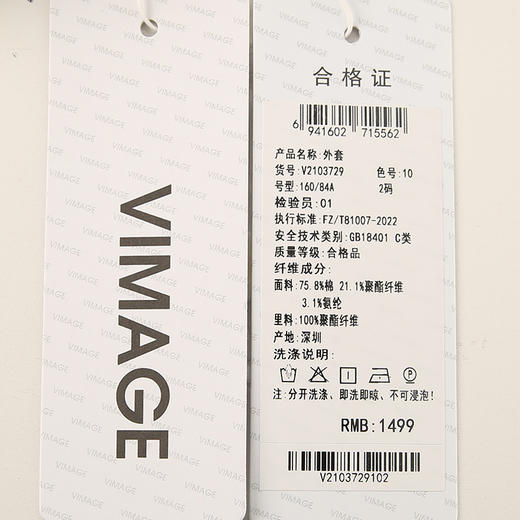 VIMAGE
合格证
6 941602 715562
产品名称:外套
货号:V2103729 色号:10
号型:160/84A 2码
检验员:01
执行标准:FZ/T81007-2022
安全技术类别:GB18401 C类
质量等级:合格品
纤维成分:
面料:75.8%棉 21.1%聚酯纤维
3.1%氨纶
里料:100%聚酯纤维
产地:深圳
洗涤说明:
P
注:分开洗涤、即洗即晾、不可浸泡!
RMB:1499
V2103729102